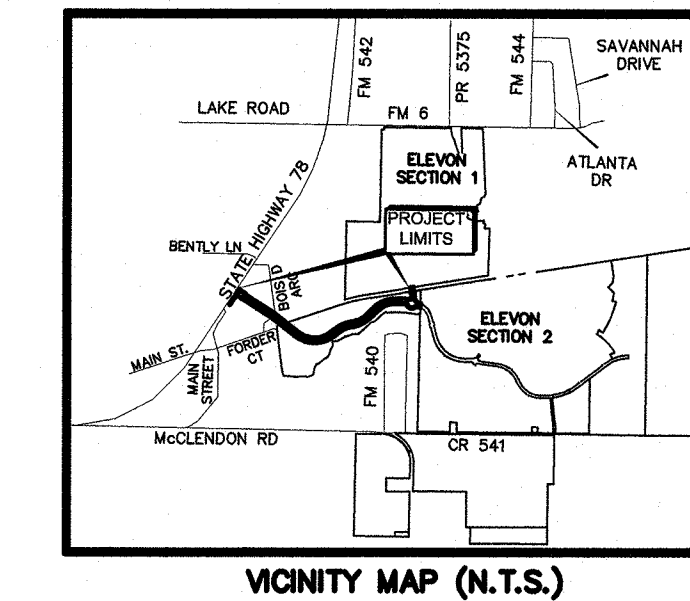 FM 542
PR 5375
FM 544
SAVANNAH
DRIVE
LAKE ROAD
FM 6
ELEVON
SECTION 1
ATLANTA
DR
PROJECT
LIMITS
STATE HIGHWAY 78
BENTLY LN
BOIS D
ARC
ELEVON
SECTION 2
MAIN ST.
FORDER
CT
MAIN
STREET
FM 540
McCLENDON RD
CR 541
VICINITY MAP (N.T.S.)